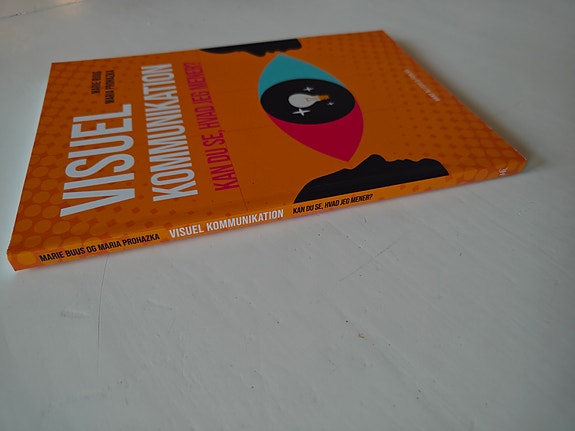 MARIE BUUS
MARIA PROHAZKA
VISUEL
KOMMUNIKATION
KAN DU SE, HVAD JEG MENER?
MARIE BUUS OG MARIA PROHAZKA VISUEL KOMMUNIKATION KAN DU SE, HVAD JEG MENER?